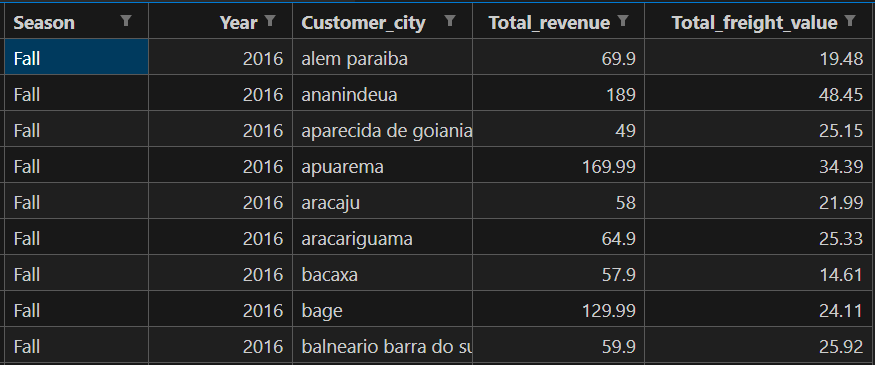 Season Year Customer_city Total_revenue Total_freight_value
Fall 2016 alem paraiba 69.9 19.48
Fall 2016 ananindeua 189 48.45
Fall 2016 aparecida de goiania 49 25.15
Fall 2016 apuarema 169.99 34.39
Fall 2016 aracaju 58 21.99
Fall 2016 aracariguama 64.9 25.33
Fall 2016 bacaxa 57.9 14.61
Fall 2016 bage 129.99 24.11
Fall 2016 balneario barra do su 59.9 25.92